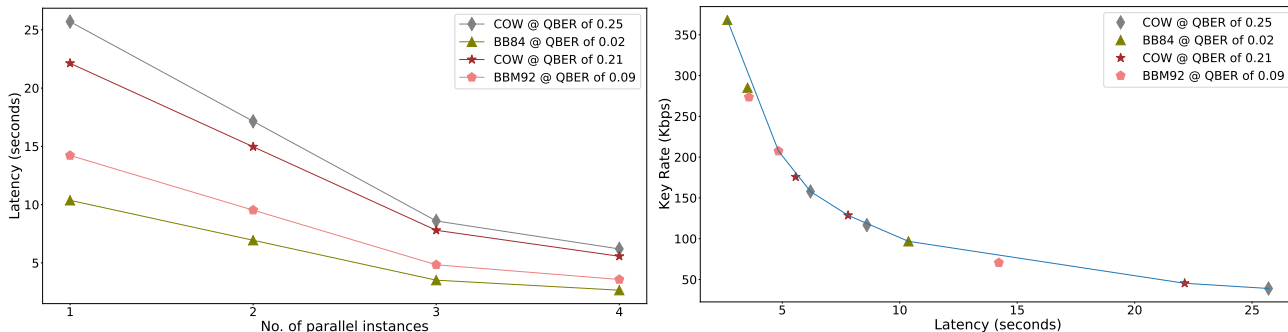 COW @ QBER of 0.25
BB84 @ QBER of 0.02
COW @ QBER of 0.21
BBM92 @ QBER of 0.09
Latency (seconds)
25
20
15
10
5
1
2
3
4
No. of parallel instances
COW @ QBER of 0.25
BB84 @ QBER of 0.02
COW @ QBER of 0.21
BBM92 @ QBER of 0.09
Key Rate (Kbps)
350
300
250
200
150
100
50
5
10
15
20
25
Latency (seconds)